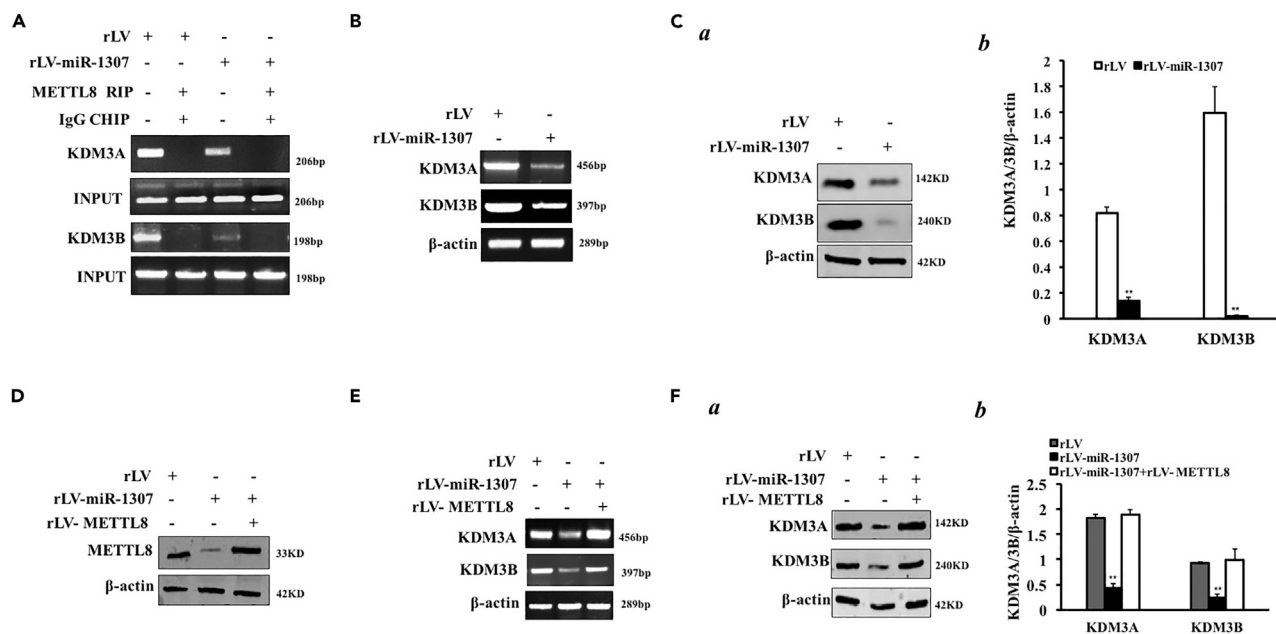 A
rLV + + - -
rLV-miR-1307 - - + +
METTL8 RIP - + - +
IgG CHIP - + - +
KDM3A 206bp
INPUT 206bp
KDM3B 198bp
INPUT 198bp
B
rLV + -
rLV-miR-1307 - +
KDM3A 456bp
KDM3B 397bp
β-actin 289bp
C
a
rLV + -
rLV-miR-1307 - +
KDM3A 142KD
KDM3B 240KD
β-actin 42KD
b
rLV rLV-miR-1307
KDM3A/3B/β-actin
2
1.8
1.6
1.4
1.2
1
0.8
0.6
0.4
0.2
0
** **
KDM3A KDM3B
D
rLV + - -
rLV-miR-1307 - + +
rLV- METTL8 - - +
METTL8 33KD
β-actin 42KD
E
rLV + - -
rLV-miR-1307 - + +
rLV- METTL8 - - +
KDM3A 456bp
KDM3B 397bp
β-actin 289bp
F
a
rLV + - -
rLV-miR-1307 - + +
rLV- METTL8 - - +
KDM3A 142KD
KDM3B 240KD
β-actin 42KD
b
rLV
rLV-miR-1307
rLV-miR-1307+rLV- METTL8
KDM3A/3B/β-actin
2.5
2
1.5
1
0.5
0
** **
KDM3A KDM3B